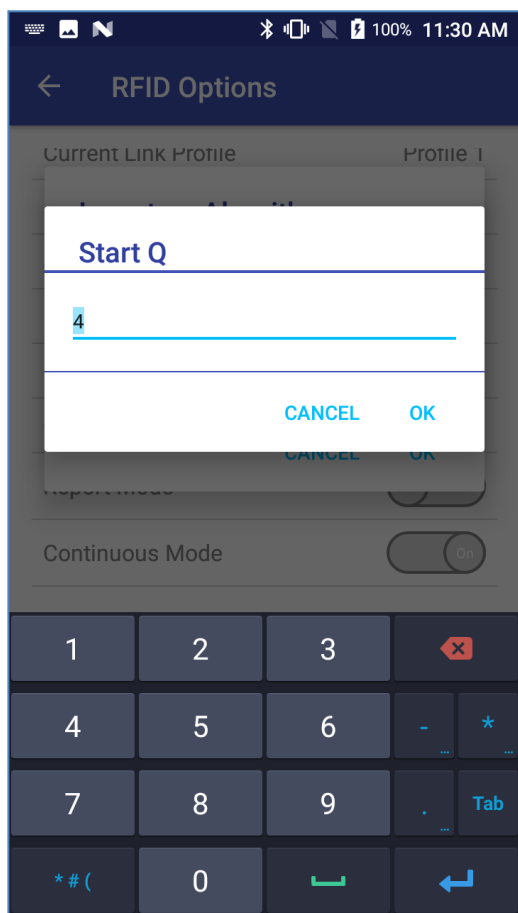 100% 11:30 AM
RFID Options
Current Link Profile Profile 1
Start Q
4
CANCEL OK
CANCEL OK
Report Mode
Continuous Mode On
1 2 3
4 5 6 - * ... ...
7 8 9 . Tab ...
* # ( 0